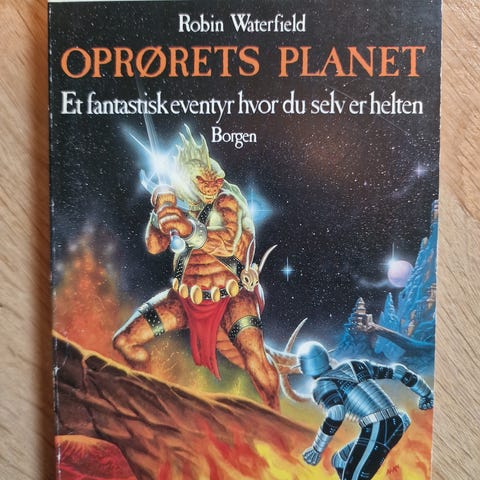 Robin Waterfield
OPRØRETS PLANET
Et fantastisk eventyr hvor du selv er helten
Borgen